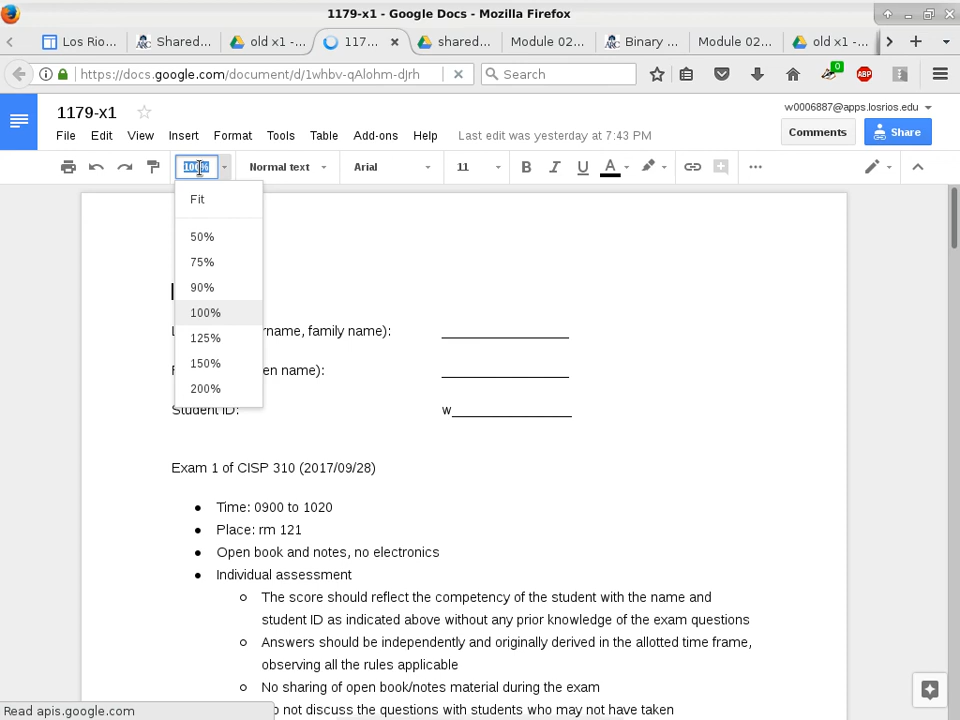 1179-x1 - Google Docs - Mozilla Firefox
Los Rio... Shared... old x1 -... 117... shared... Module 02... Binary ... Module 02... old x1 -...
https://docs.google.com/document/d/1whbv-qAlohm-dJrh
Search
0
ABP
1179-x1
w0006887@apps.losrios.edu
File Edit View Insert Format Tools Table Add-ons Help Last edit was yesterday at 7:43 PM
Comments Share
100% Normal text Arial 11 B I U A
Fit
50%
75%
90%
100%
125%
150%
200%
L rname, family name): _______________
F en name): _______________
Student ID: w_______________
Exam 1 of CISP 310 (2017/09/28)
● Time: 0900 to 1020
● Place: rm 121
● Open book and notes, no electronics
● Individual assessment
○ The score should reflect the competency of the student with the name and
student ID as indicated above without any prior knowledge of the exam questions
○ Answers should be independently and originally derived in the allotted time frame,
observing all the rules applicable
○ No sharing of open book/notes material during the exam
o not discuss the questions with students who may not have taken
Read apis.google.com